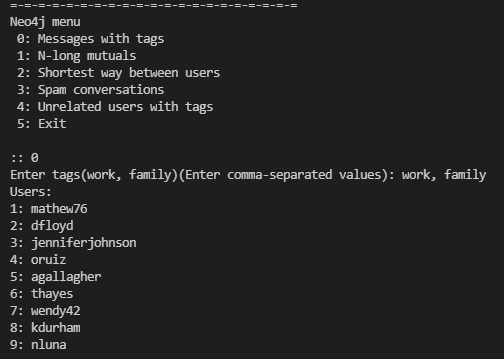 =-=-=-=-=-=-=-=-=-=-=-=-=-=-=-=-=-=-=-=-=
Neo4j menu
0: Messages with tags
1: N-long mutuals
2: Shortest way between users
3: Spam conversations
4: Unrelated users with tags
5: Exit
:: 0
Enter tags(work, family)(Enter comma-separated values): work, family
Users:
1: mathew76
2: dfloyd
3: jenniferjohnson
4: oruiz
5: agallagher
6: thayes
7: wendy42
8: kdurham
9: nluna